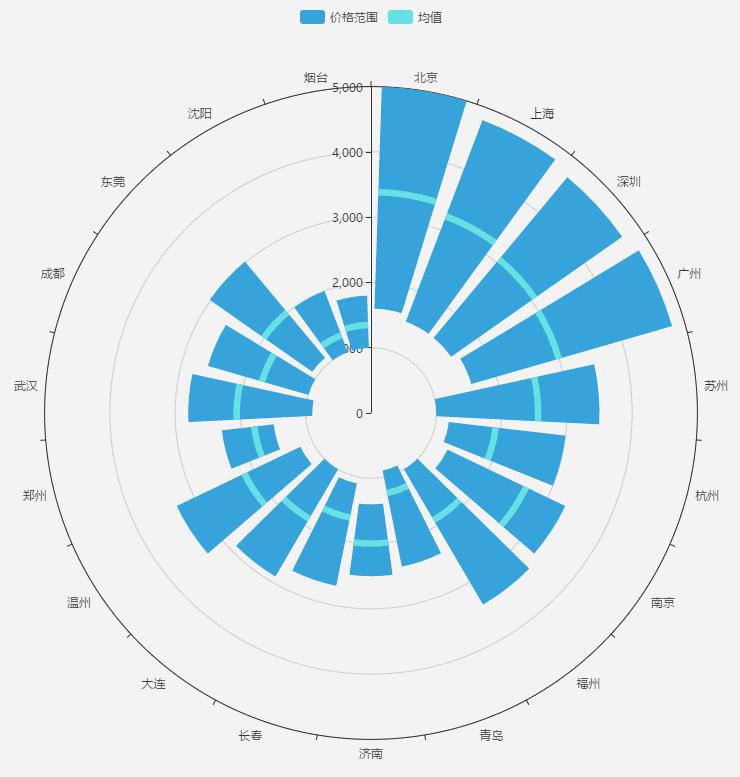 价格范围
均值
北京
上海
深圳
广州
苏州
杭州
南京
福州
青岛
济南
长春
大连
温州
郑州
武汉
成都
东莞
沈阳
烟台
5,000
4,000
3,000
2,000
000
0